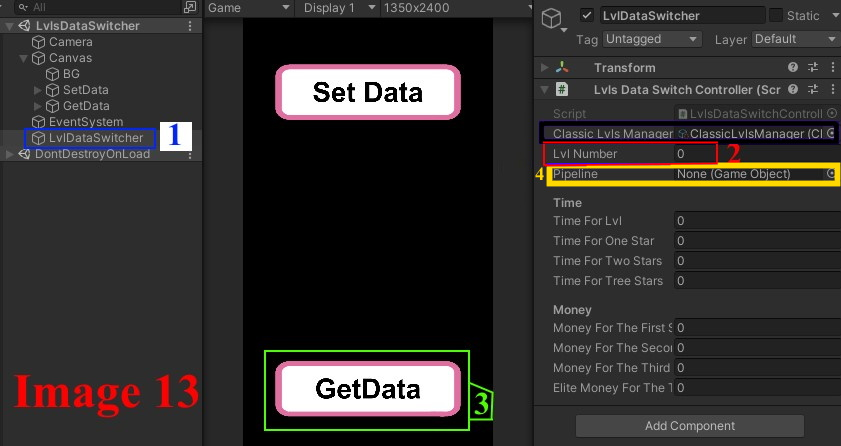 All
LvlsDataSwitcher
Camera
Canvas
BG
SetData
GetData
EventSystem
LvlDataSwitcher
1
DontDestroyOnLoad
Image 13
Game
Display 1
1350x2400
Set Data
GetData
3
LvlDataSwitcher
Static
Tag Untagged
Layer Default
Transform
Lvls Data Switch Controller (Scr
Script LvlsDataSwitchControll
Classic Lvls Manager ClassicLvlsManager (Cl
Lvl Number 0
2
4 Pipeline None (Game Object)
Time
Time For Lvl 0
Time For One Star 0
Time For Two Stars 0
Time For Tree Stars 0
Money
Money For The First S 0
Money For The Secon 0
Money For The Third 0
Elite Money For The T 0
Add Component